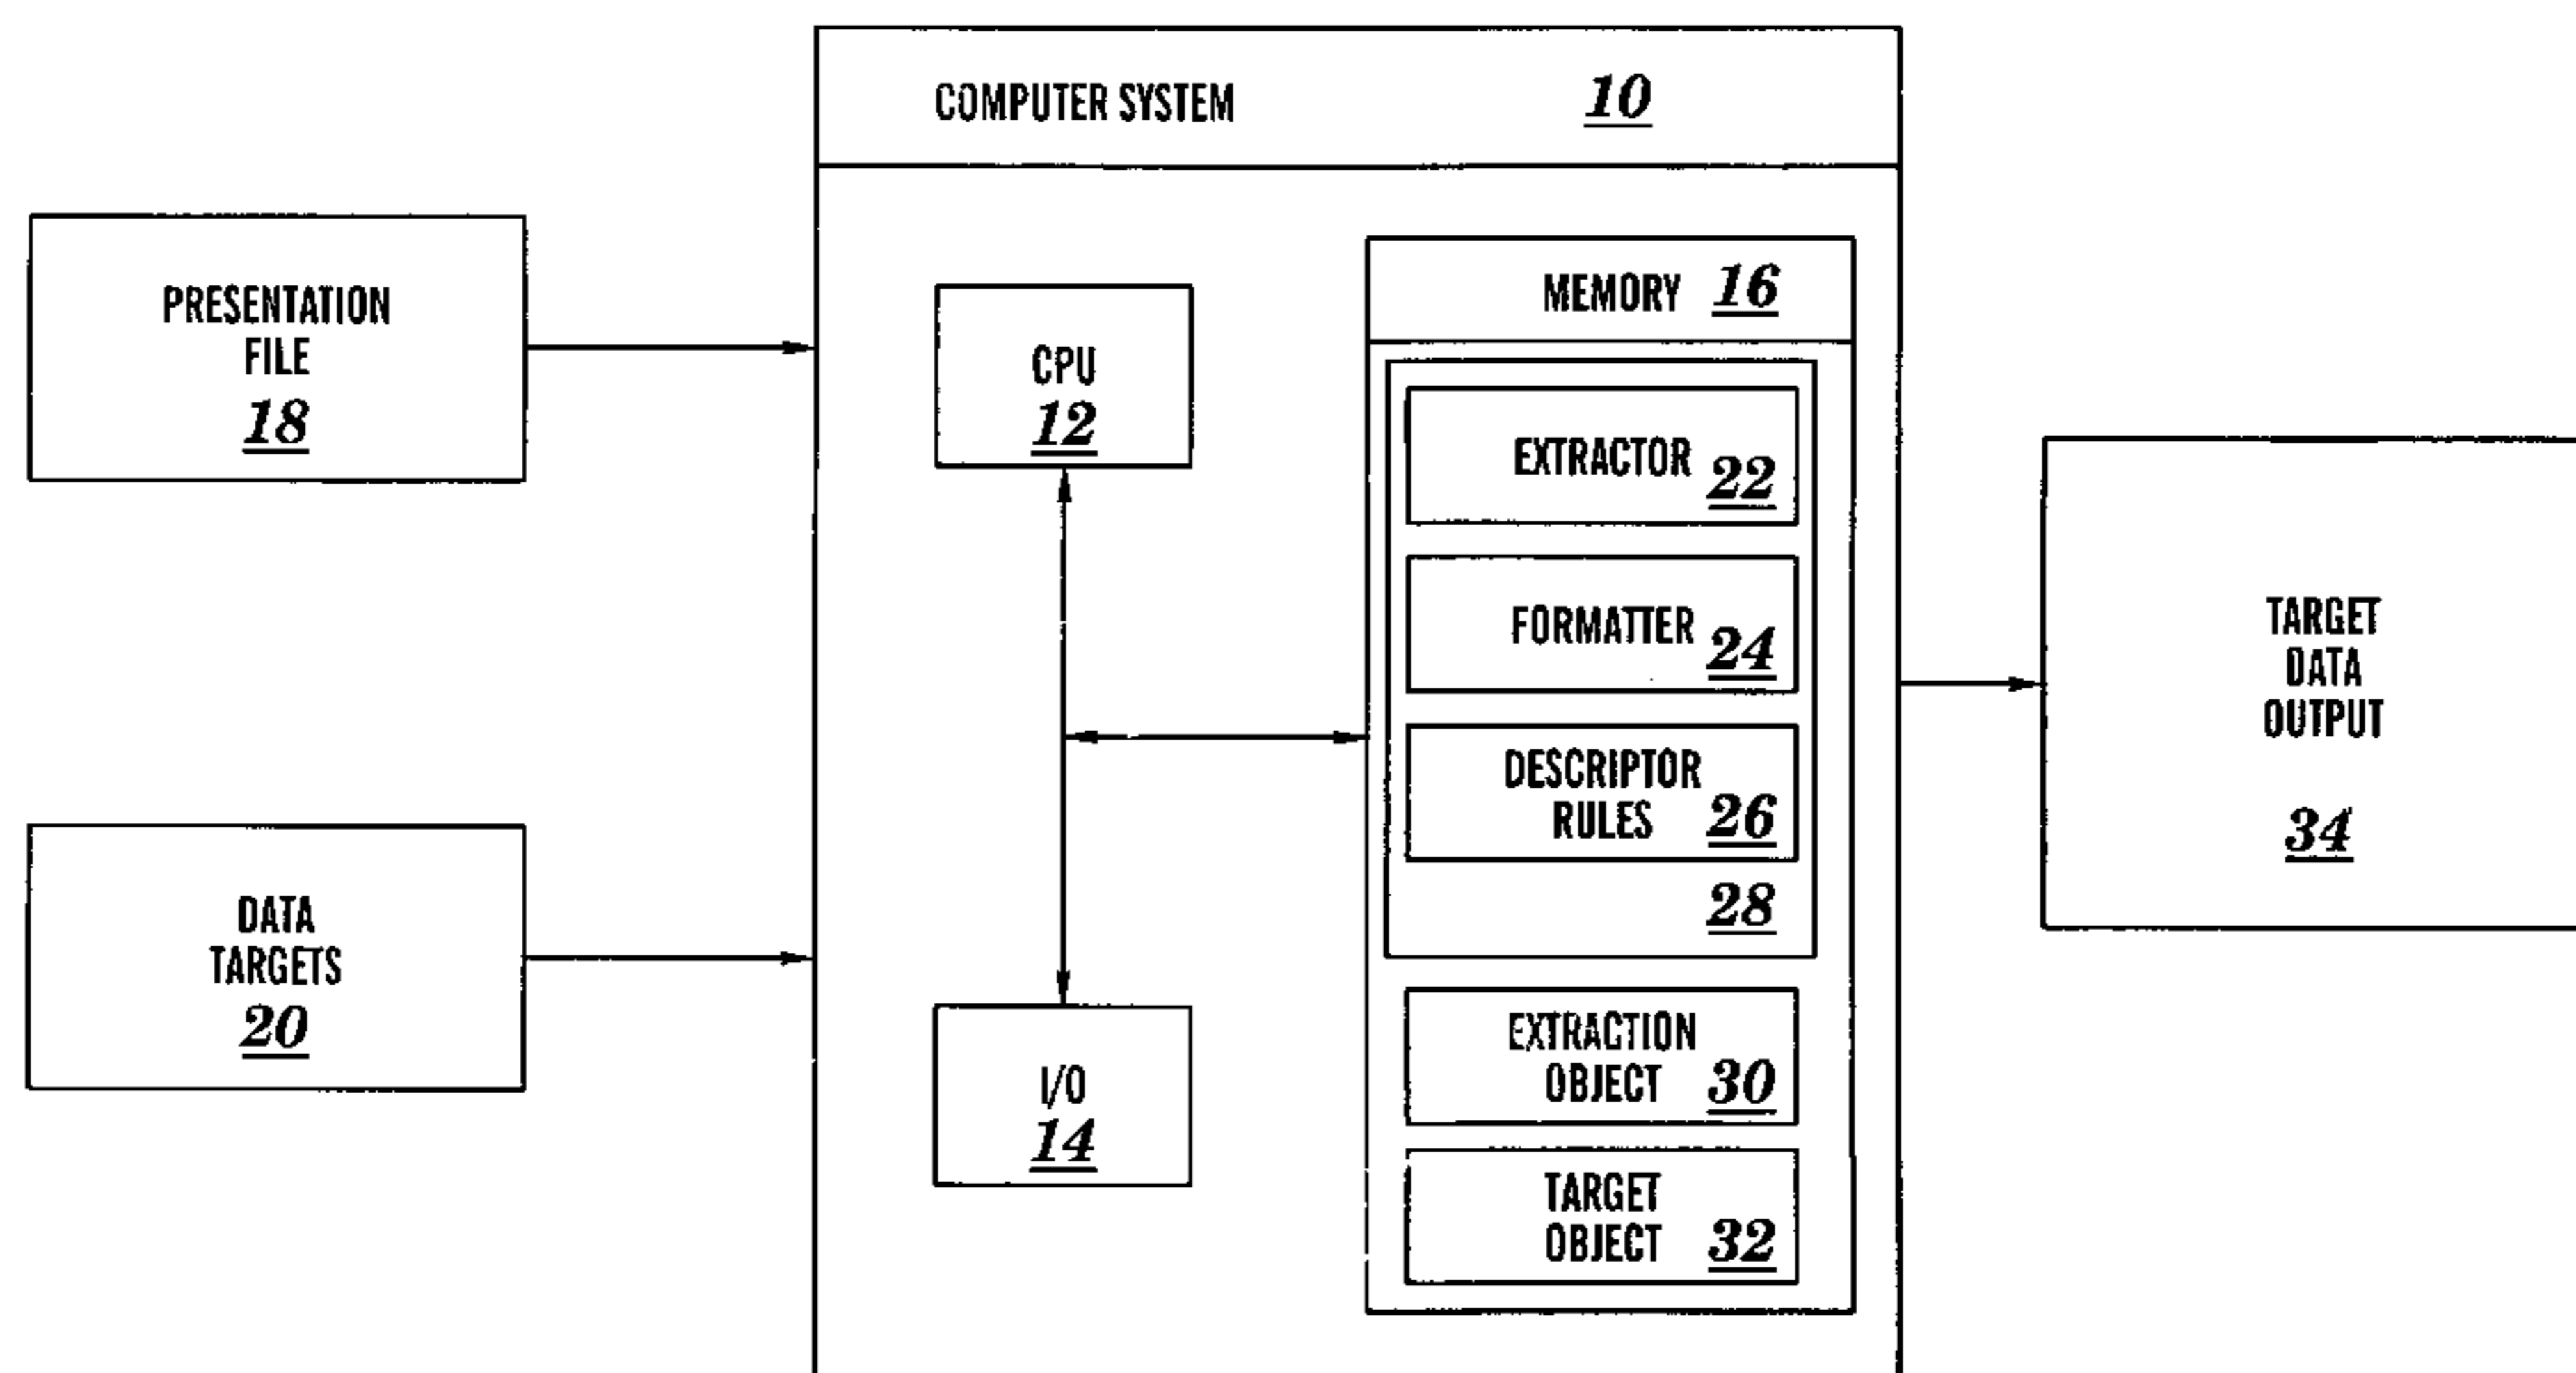 COMPUTER SYSTEM 10
PRESENTATION
FILE
18
DATA
TARGETS
20
CPU
12
I/O
14
MEMORY 16
EXTRACTOR 22
FORMATTER 24
DESCRIPTOR
RULES 26
28
EXTRACTION
OBJECT 30
TARGET
OBJECT 32
TARGET
DATA
OUTPUT
34